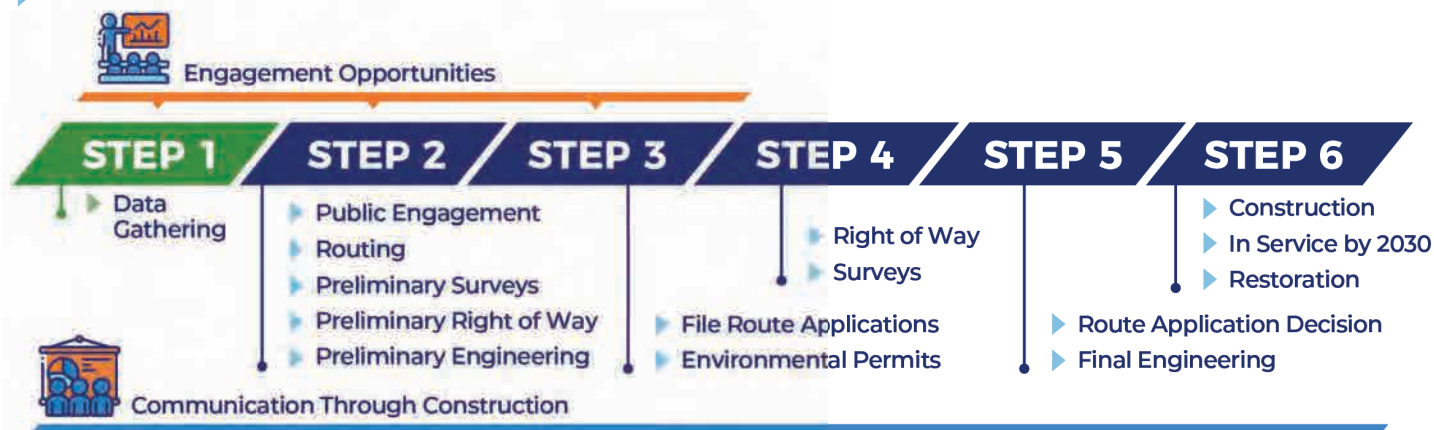 Engagement Opportunities
STEP 1
STEP 2
STEP 3
STEP 4
STEP 5
STEP 6
Data
Gathering
Public Engagement
Routing
Preliminary Surveys
Preliminary Right of Way
Preliminary Engineering
File Route Applications
Environmental Permits
Right of Way
Surveys
Route Application Decision
Final Engineering
Construction
In Service by 2030
Restoration
Communication Through Construction